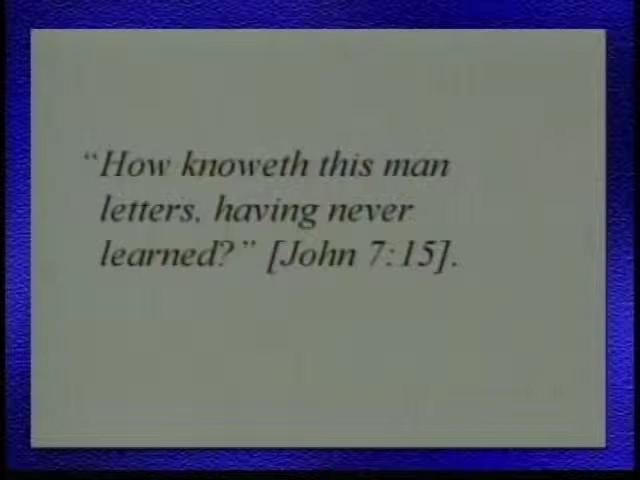 “How knoweth this man
letters, having never
learned?” [John 7:15].